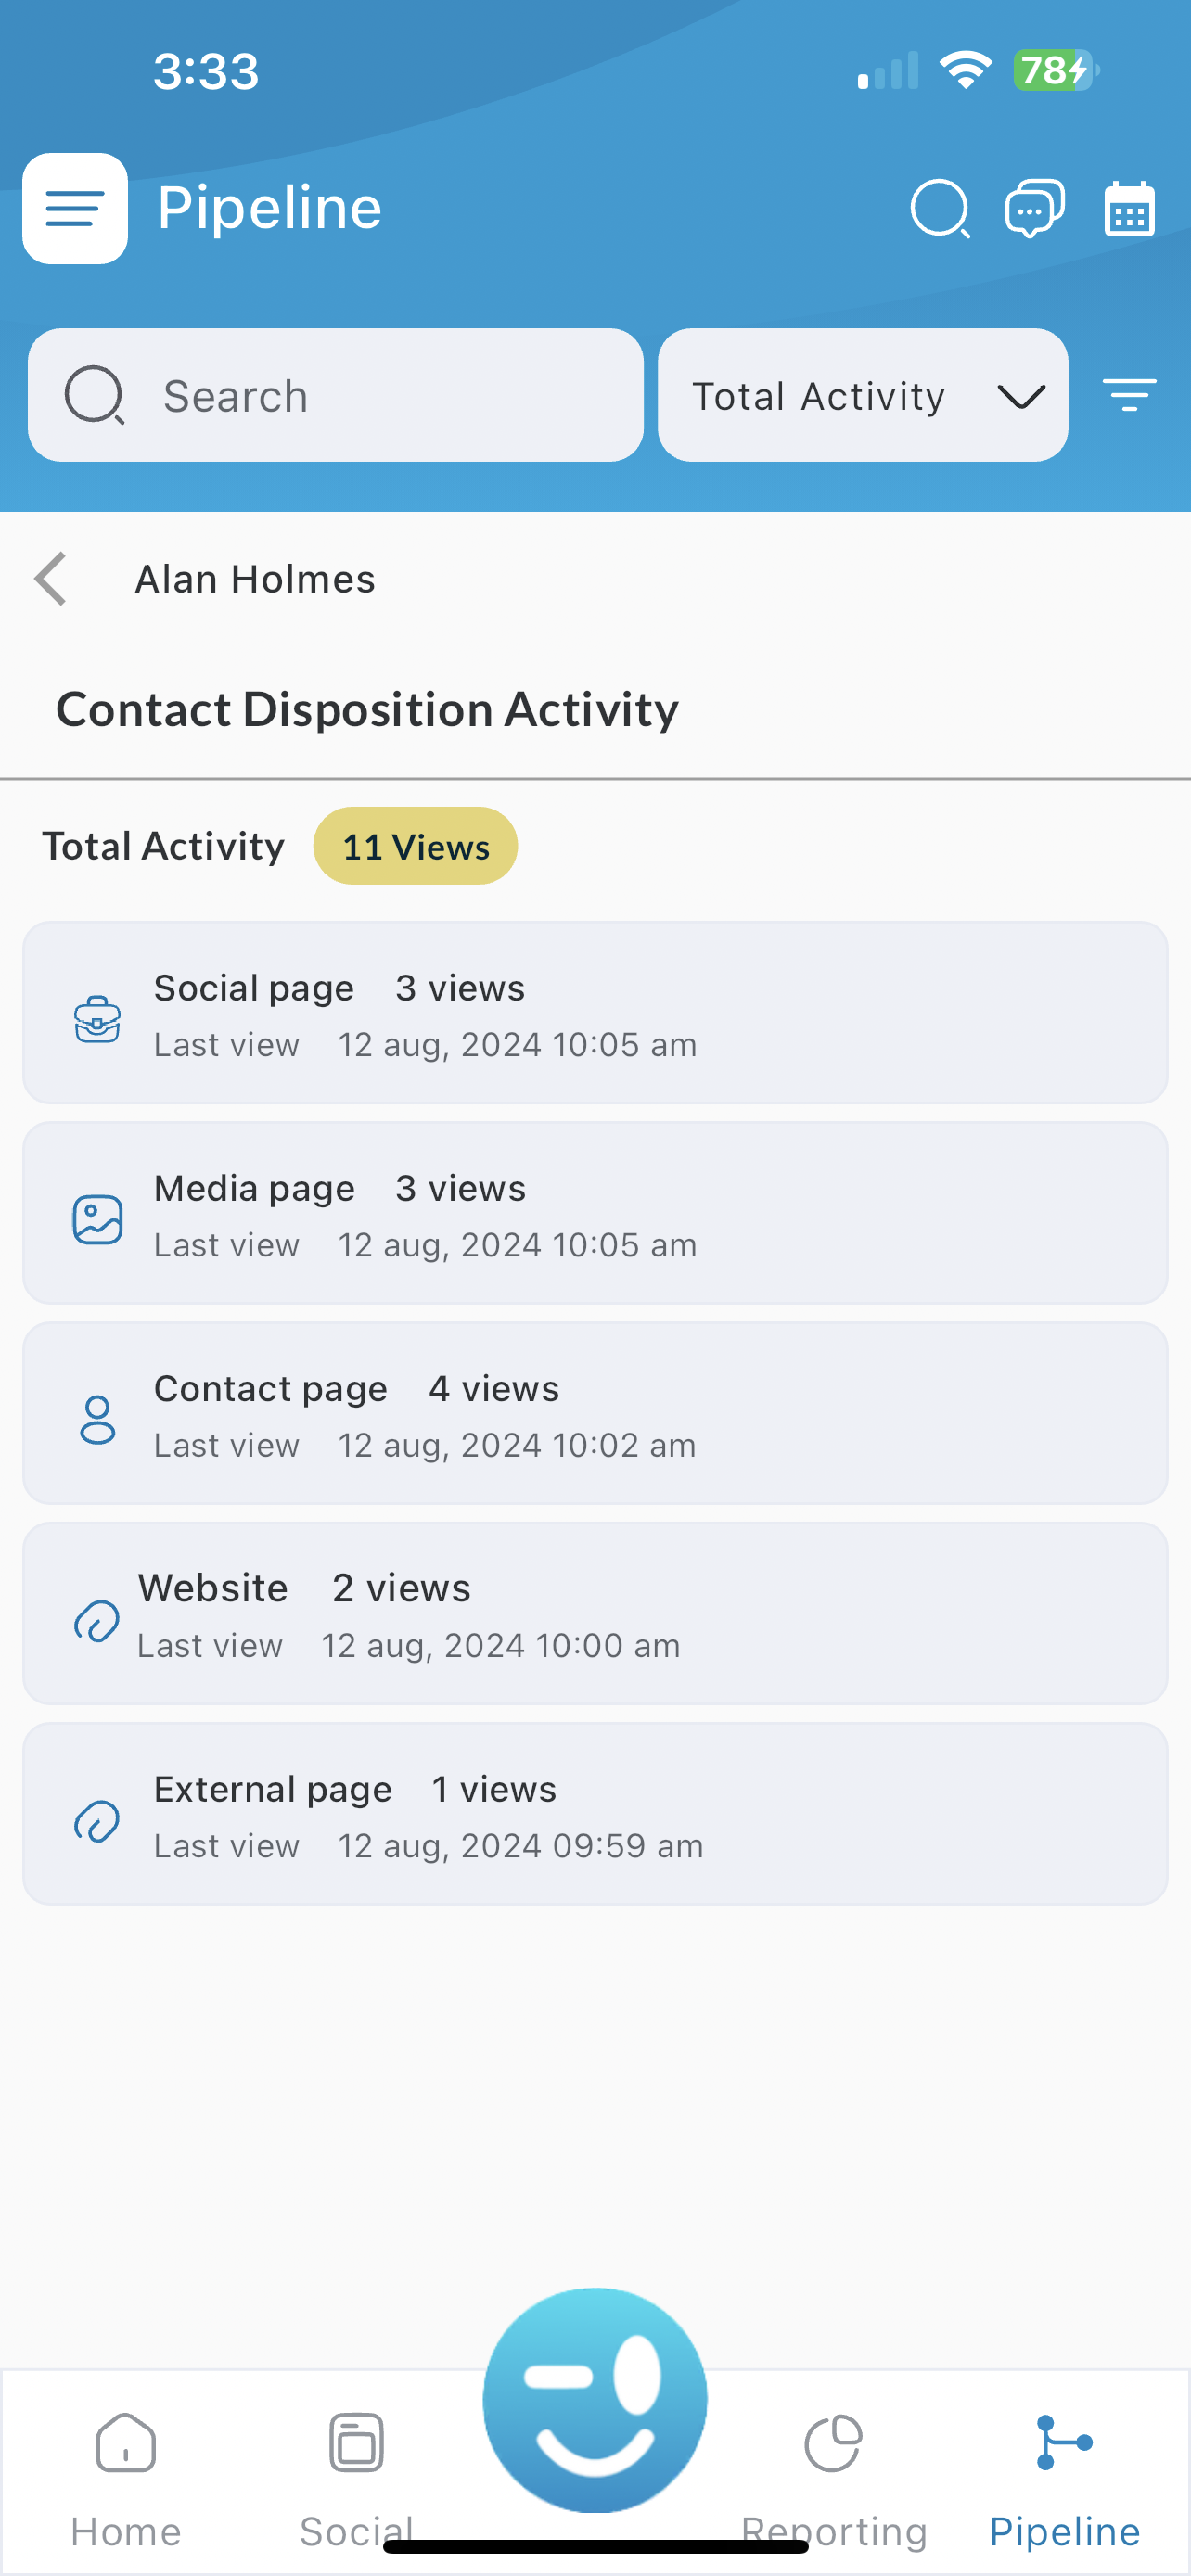 3:33
78
Pipeline
Search
Total Activity
Alan Holmes
Contact Disposition Activity
Total Activity 11 Views
Social page 3 views
Last view 12 aug, 2024 10:05 am
Media page 3 views
Last view 12 aug, 2024 10:05 am
Contact page 4 views
Last view 12 aug, 2024 10:02 am
Website 2 views
Last view 12 aug, 2024 10:00 am
External page 1 views
Last view 12 aug, 2024 09:59 am
Home
Social
Reporting
Pipeline